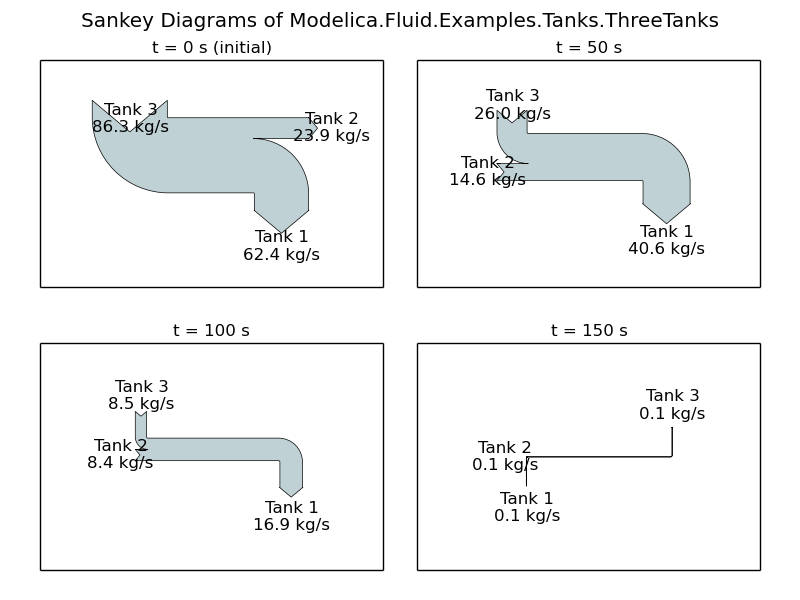 Sankey Diagrams of Modelica.Fluid.Examples.Tanks.ThreeTanks
t = 0 s (initial)
Tank 3
86.3 kg/s
Tank 2
23.9 kg/s
Tank 1
62.4 kg/s
t = 50 s
Tank 3
26.0 kg/s
Tank 2
14.6 kg/s
Tank 1
40.6 kg/s
t = 100 s
Tank 3
8.5 kg/s
Tank 2
8.4 kg/s
Tank 1
16.9 kg/s
t = 150 s
Tank 3
0.1 kg/s
Tank 2
0.1 kg/s
Tank 1
0.1 kg/s